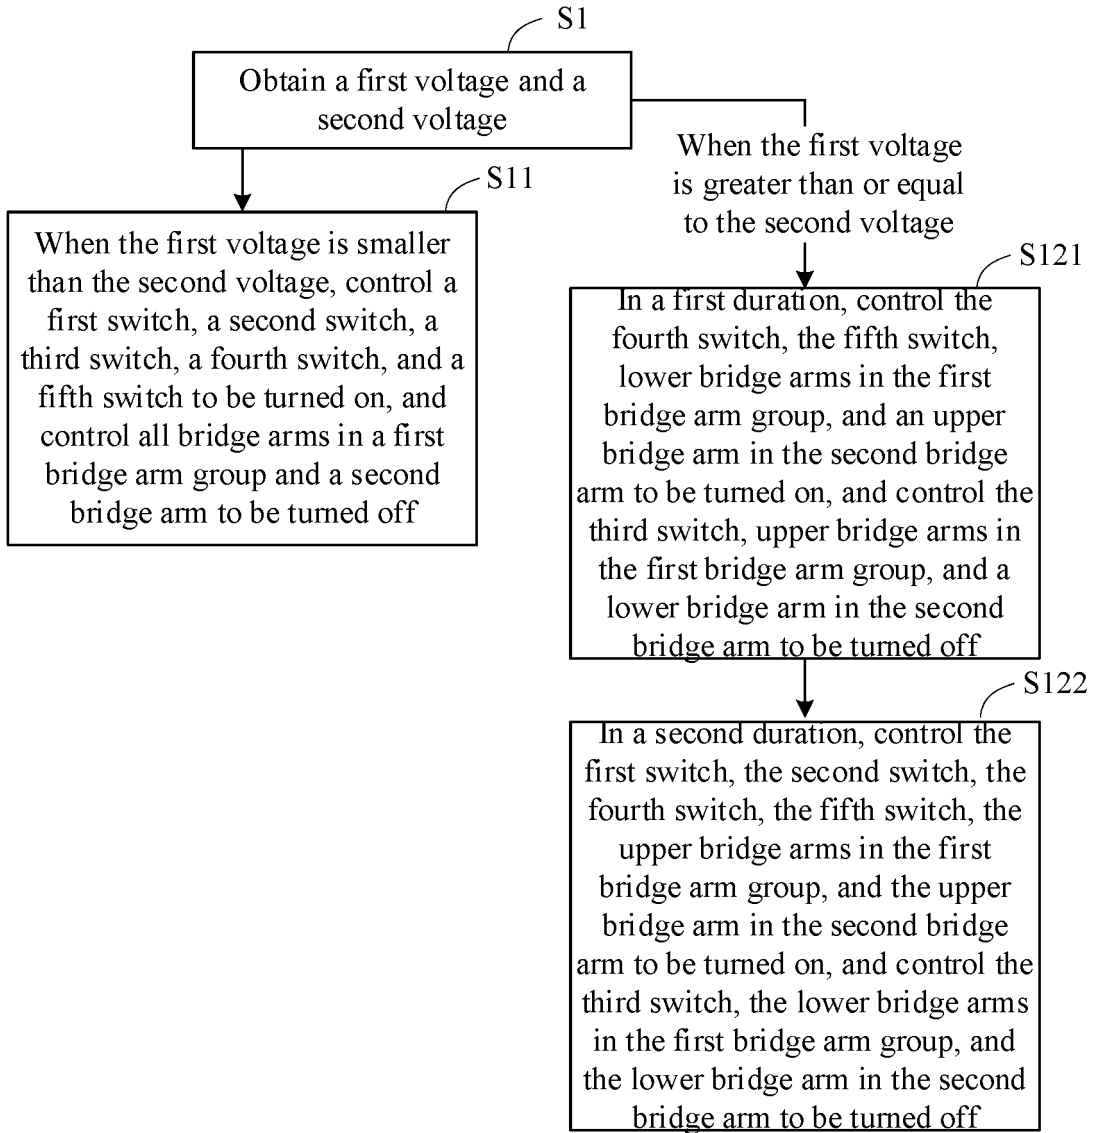 S1
Obtain a first voltage and a
second voltage
S11
When the first voltage is smaller
than the second voltage, control a
first switch, a second switch, a
third switch, a fourth switch, and a
fifth switch to be turned on, and
control all bridge arms in a first
bridge arm group and a second
bridge arm to be turned off
When the first voltage
is greater than or equal
to the second voltage
S121
In a first duration, control the
fourth switch, the fifth switch,
lower bridge arms in the first
bridge arm group, and an upper
bridge arm in the second bridge
arm to be turned on, and control the
third switch, upper bridge arms in
the first bridge arm group, and a
lower bridge arm in the second
bridge arm to be turned off
S122
In a second duration, control the
first switch, the second switch, the
fourth switch, the fifth switch, the
upper bridge arms in the first
bridge arm group, and the upper
bridge arm in the second bridge
arm to be turned on, and control the
third switch, the lower bridge arms
in the first bridge arm group, and
the lower bridge arm in the second
bridge arm to be turned off